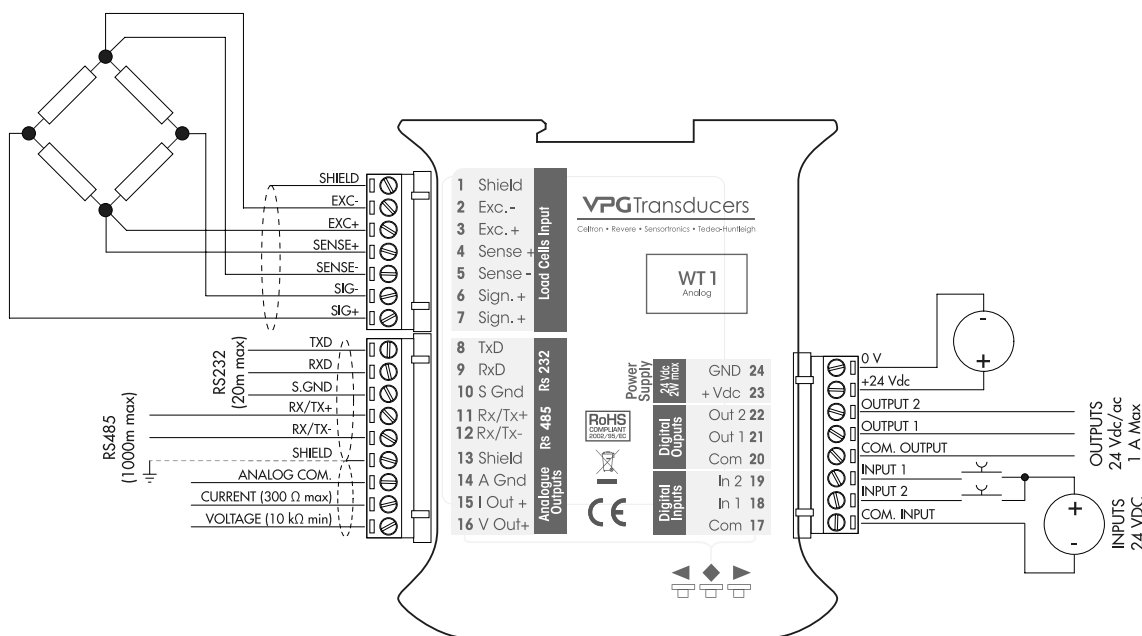 SHIELD
EXC-
EXC+
SENSE+
SENSE-
SIG-
SIG+
TXD
RXD
S.GND
RX/TX+
RX/TX-
SHIELD
ANALOG COM.
CURRENT (300 Ω max)
VOLTAGE (10 kΩ min)
RS232
(20m max)
RS485
(1000m max)
1 Shield
2 Exc.-
3 Exc. +
4 Sense +
5 Sense -
6 Sign. +
7 Sign. +
Load Cells Input
8 TxD
9 RxD
10 S Gnd
11 Rx/Tx+
12 Rx/Tx-
13 Shield
14 A Gnd
15 I Out +
16 V Out+
Rs 232
Rs 485
Analogue
Outputs
VPGTransducers
Celtron • Revere • Sensortronics • Tedea-Huntleigh
WT 1
Analog
RoHS
COMPLIANT
2002/95/EC
CE
Power
Supply
24 Vdc
2W max
Digital
Ouputs
Digital
Inputs
GND 24
+ Vdc 23
Out 2 22
Out 1 21
Com 20
In 2 19
In 1 18
Com 17
0 V
+24 Vdc
OUTPUT 2
OUTPUT 1
COM. OUTPUT
INPUT 1
INPUT 2
COM. INPUT
-
+
+
-
OUTPUTS
24 Vdc/ac
1 A Max
INPUTS
24 VDC